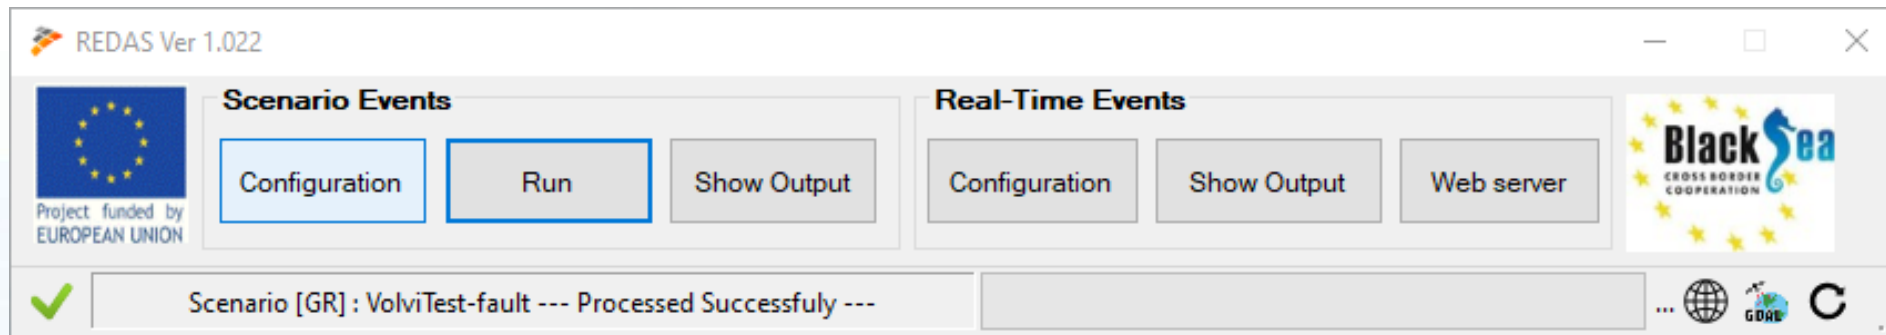 REDAS Ver 1.022
Scenario Events
Real-Time Events
Configuration
Run
Show Output
Configuration
Show Output
Web server
Project funded by
EUROPEAN UNION
Black Sea
CROSS BORDER
COOPERATION
Scenario [GR] : VolviTest-fault --- Processed Successfuly ---
...
GDAL